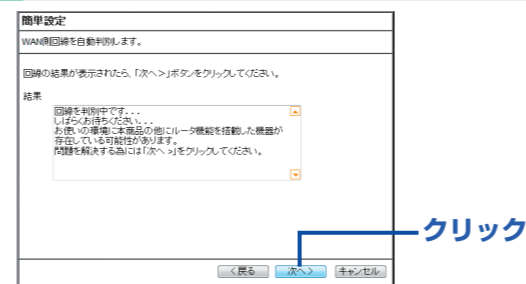 簡単設定
WAN側回線を自動判別します。
回線の結果が表示されたら、「次へ>」ボタンをクリックしてください。
結果
回線を判別中です...
しばらくお待ちください...
お使いの環境に本商品の他にルータ機能を搭載した機器が
存在している可能性があります。
問題を解決する為には「次へ >」をクリックしてください。
クリック
<戻る 次へ> キャンセル